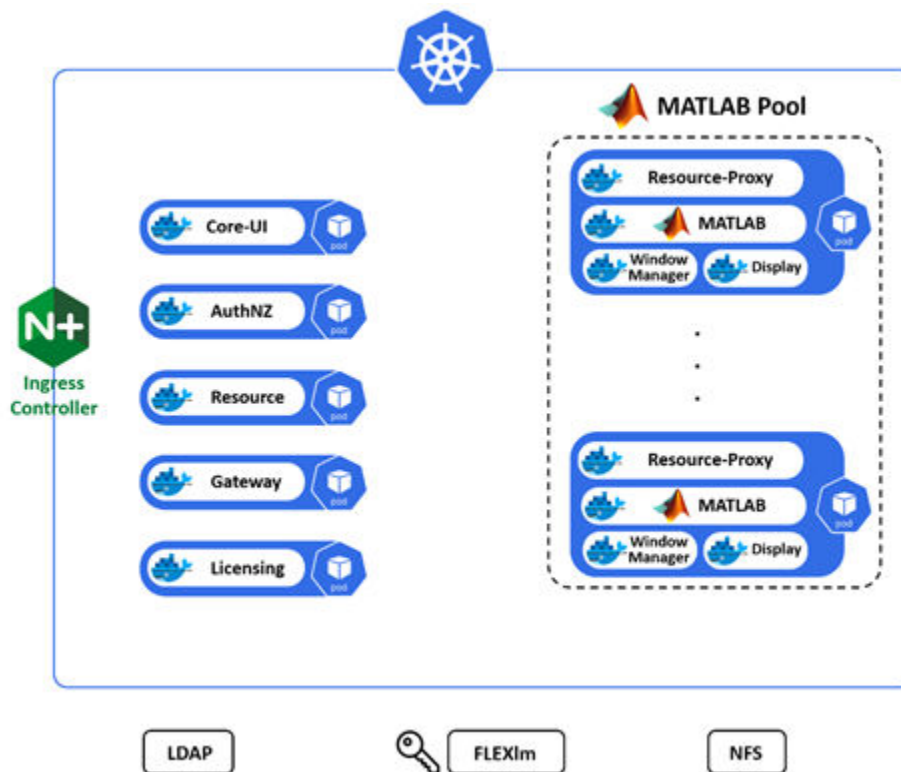 MATLAB Pool
Resource-Proxy
MATLAB
pod
Window
Manager
Display
Core-UI
pod
AuthNZ
pod
N+
Ingress
Controller
Resource
pod
Gateway
pod
Licensing
pod
Resource-Proxy
MATLAB
pod
Window
Manager
Display
LDAP
FLEXlm
NFS